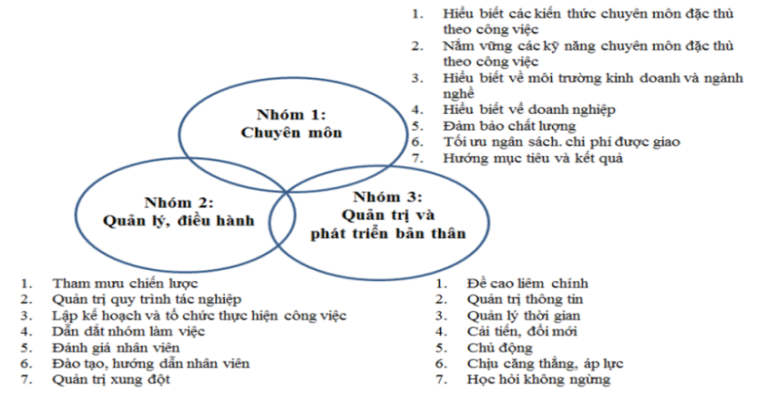 1. Hiểu biết các kiến thức chuyên môn đặc thù
theo công việc
2. Nắm vững các kỹ năng chuyên môn đặc thù
theo công việc
3. Hiểu biết về môi trường kinh doanh và ngành
nghề
4. Hiểu biết về doanh nghiệp
5. Đảm bảo chất lượng
6. Tối ưu ngân sách. chi phí được giao
7. Hướng mục tiêu và kết quả
Nhóm 1:
Chuyên môn
Nhóm 2:
Quản lý, điều hành
Nhóm 3:
Quản trị và
phát triển bản thân
1. Tham mưu chiến lược
2. Quản trị quy trình tác nghiệp
3. Lập kế hoạch và tổ chức thực hiện công việc
4. Dẫn dắt nhóm làm việc
5. Đánh giá nhân viên
6. Đào tạo, hướng dẫn nhân viên
7. Quản trị xung đột
1. Đề cao liêm chính
2. Quản trị thông tin
3. Quản lý thời gian
4. Cải tiến, đổi mới
5. Chủ động
6. Chịu căng thẳng, áp lực
7. Học hỏi không ngừng